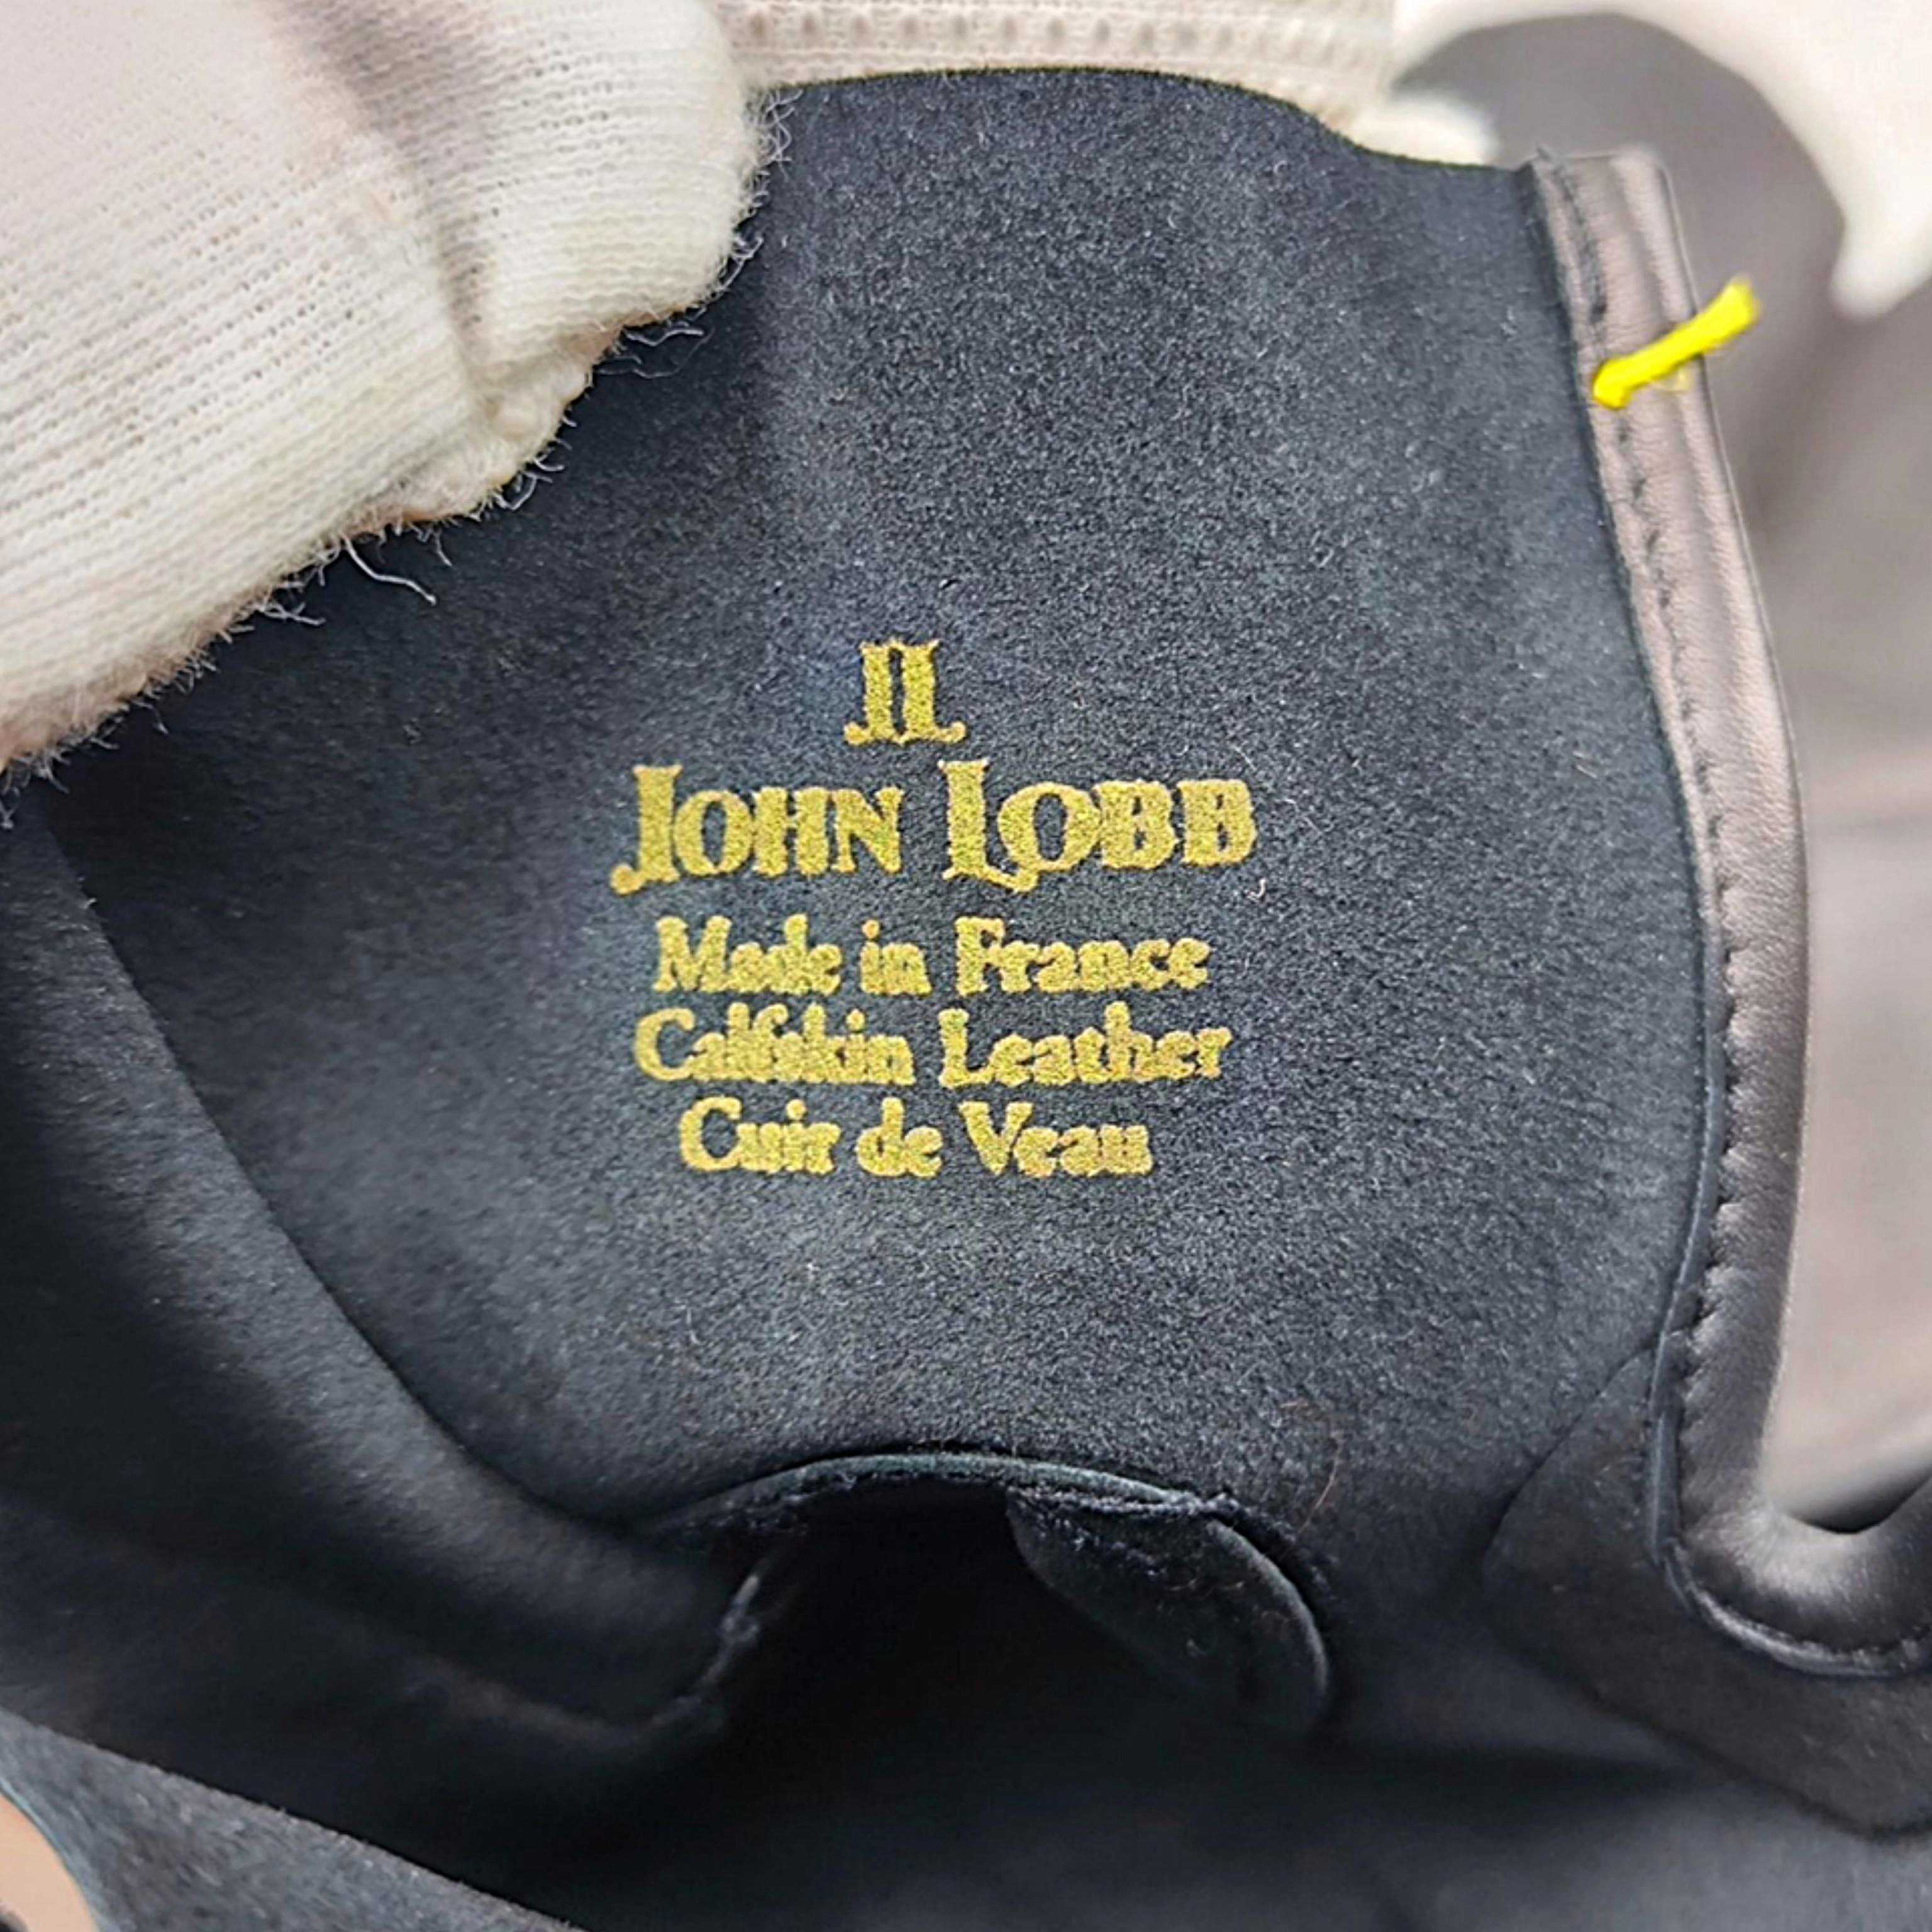 JL
JOHN LOBB
Made in France
Calfskin Leather
Cuir de Veau